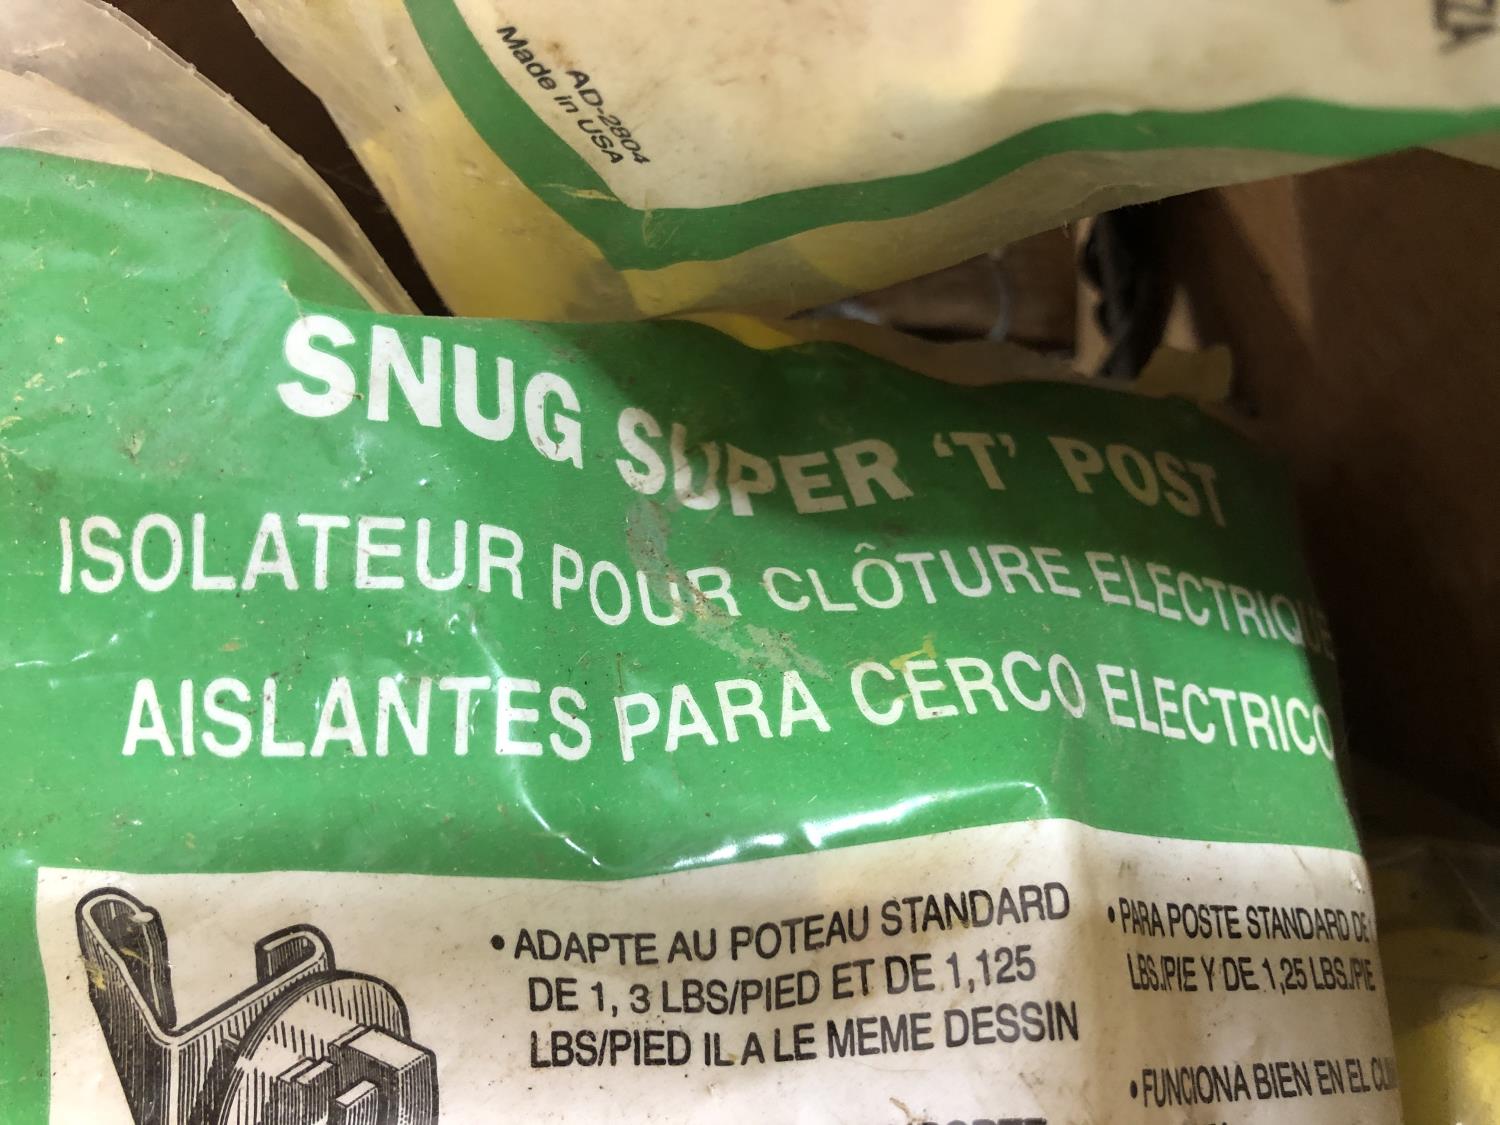 AD-2804
Made in USA
SNUG SUPER 'T' POST
ISOLATEUR POUR CLÔTURE ELECTRIQUE
AISLANTES PARA CERCO ELECTRICO
• ADAPTE AU POTEAU STANDARD
DE 1, 3 LBS/PIED ET DE 1,125
LBS/PIED IL A LE MEME DESSIN
• PARA POSTE STANDARD DE
LBS./PIE Y DE 1,25 LBS./PIE
• FUNCIONA BIEN EN EL